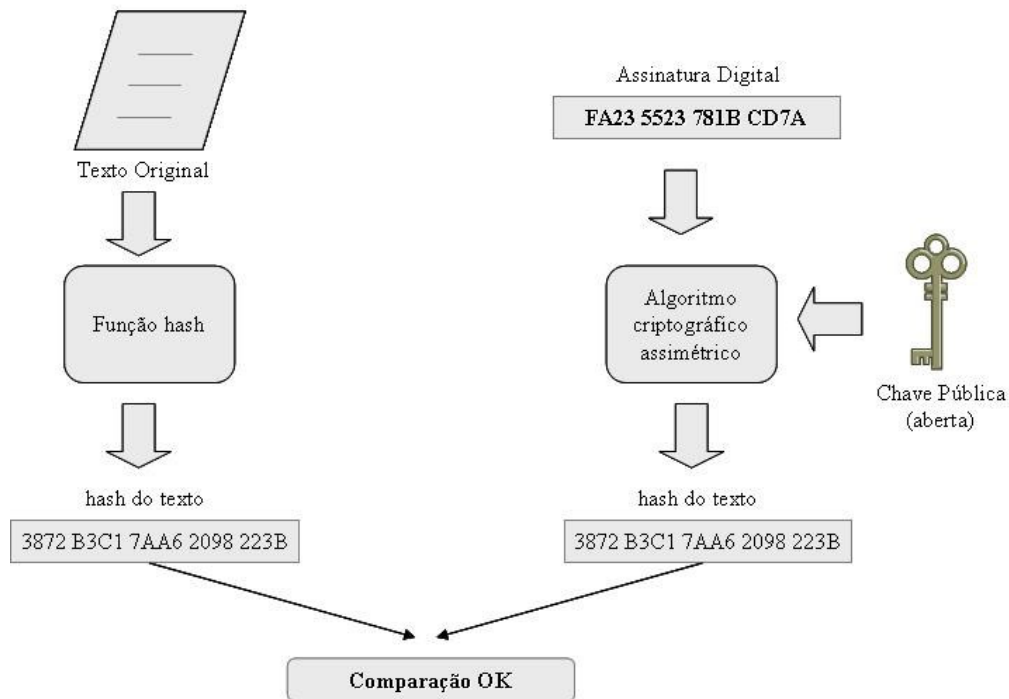 Texto Original
Função hash
hash do texto
3872 B3C1 7AA6 2098 223B
Assinatura Digital
FA23 5523 781B CD7A
Algoritmo
criptográfico
assimétrico
Chave Pública
(aberta)
hash do texto
3872 B3C1 7AA6 2098 223B
Comparação OK